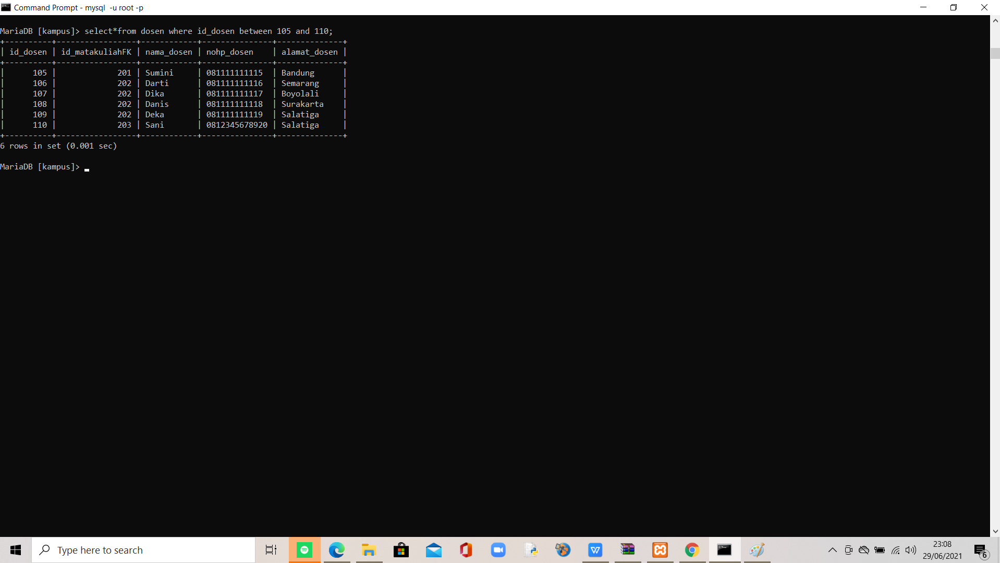 Command Prompt - mysql  -u root -p
MariaDB [kampus]> select*from dosen where id_dosen between 105 and 110;
+----------+-----------------+------------+---------------+--------------+
| id_dosen | id_matakuliahFK | nama_dosen | nohp_dosen    | alamat_dosen |
+----------+-----------------+------------+---------------+--------------+
|      105 |             201 | Sumini     | 081111111115  | Bandung      |
|      106 |             202 | Darti      | 081111111116  | Semarang     |
|      107 |             202 | Dika       | 081111111117  | Boyolali     |
|      108 |             202 | Danis      | 081111111118  | Surakarta    |
|      109 |             202 | Deka       | 081111111119  | Salatiga     |
|      110 |             203 | Sani       | 0812345678920 | Salatiga     |
+----------+-----------------+------------+---------------+--------------+
6 rows in set (0.001 sec)
MariaDB [kampus]> _
Type here to search
23:08
29/06/2021
6